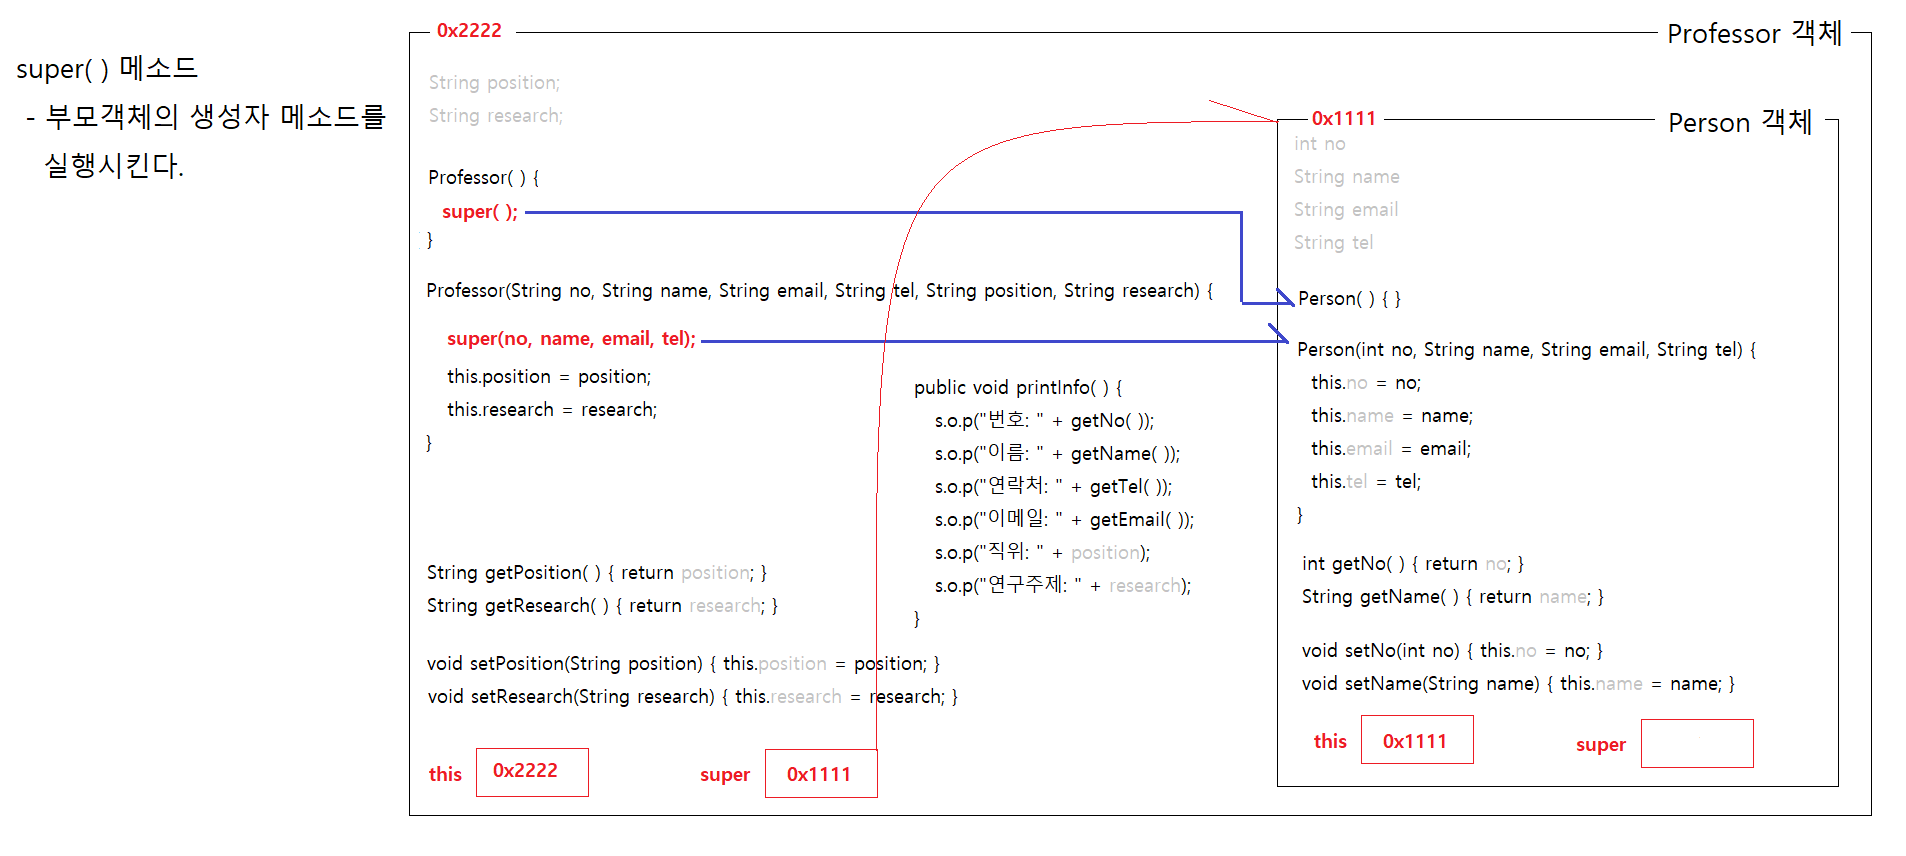 super( ) 메소드
- 부모객체의 생성자 메소드를
실행시킨다.
0x2222
Professor 객체
String position;
String research;
Professor( ) {
super( );
}
Professor(String no, String name, String email, String tel, String position, String research) {
super(no, name, email, tel);
this.position = position;
this.research = research;
}
String getPosition( ) { return position; }
String getResearch( ) { return research; }
void setPosition(String position) { this.position = position; }
void setResearch(String research) { this.research = research; }
this
0x2222
super
0x1111
public void printInfo( ) {
s.o.p("번호: " + getNo( ));
s.o.p("이름: " + getName( ));
s.o.p("연락처: " + getTel( ));
s.o.p("이메일: " + getEmail( ));
s.o.p("직위: " + position);
s.o.p("연구주제: " + research);
}
0x1111
Person 객체
int no
String name
String email
String tel
Person( ) { }
Person(int no, String name, String email, String tel) {
this.no = no;
this.name = name;
this.email = email;
this.tel = tel;
}
int getNo( ) { return no; }
String getName( ) { return name; }
void setNo(int no) { this.no = no; }
void setName(String name) { this.name = name; }
this
0x1111
super